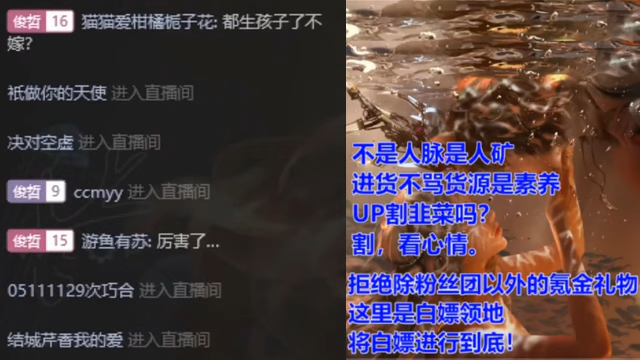 俊哲 16 猫猫爱柑橘栀子花: 都生孩子了不
嫁?
祇做你的天使 进入直播间
决对空虚 进入直播间
俊哲 9 ccmyy 进入直播间
俊哲 15 游鱼有苏: 厉害了...
05111129次巧合 进入直播间
结城芹香我的爱 进入直播间
不是人脉是人矿
进货不骂货源是素养
UP割韭菜吗?
割，看心情。
拒绝除粉丝团以外的氪金礼物
这里是白嫖领地
将白嫖进行到底!